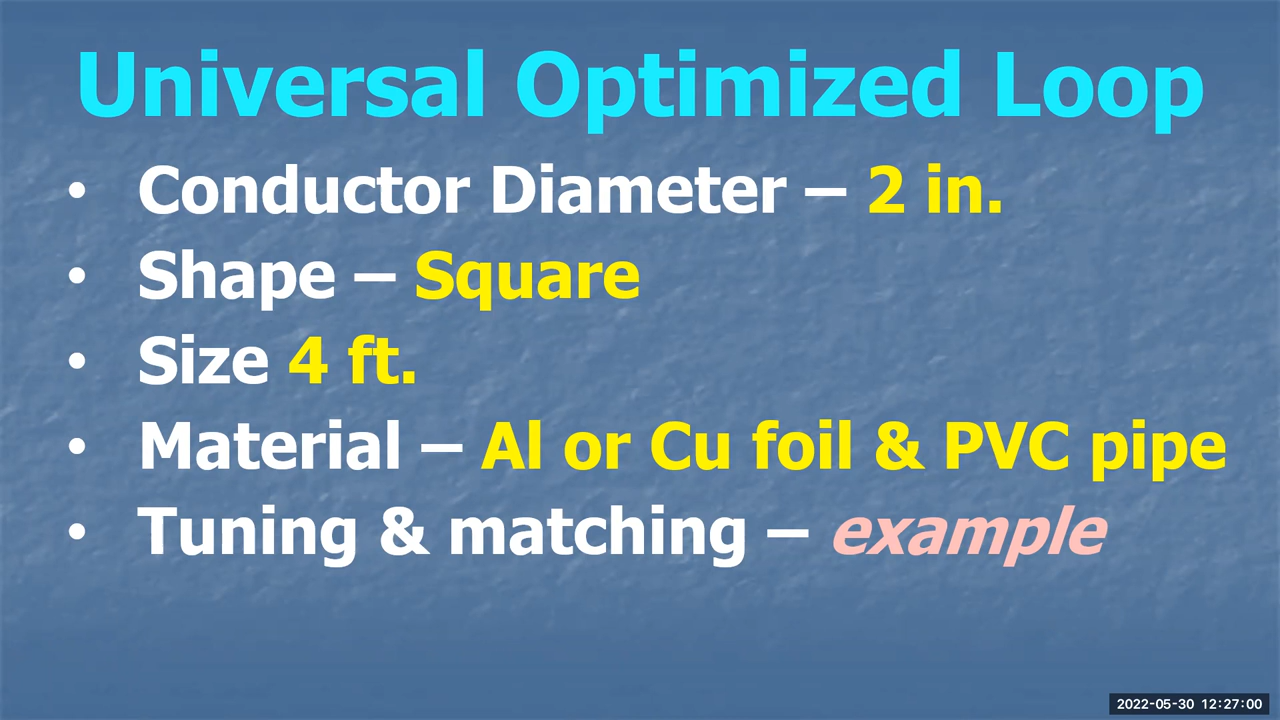 Universal Optimized Loop
• Conductor Diameter – 2 in.
• Shape – Square
• Size 4 ft.
• Material – Al or Cu foil & PVC pipe
• Tuning & matching – example
2022-05-30 12:27:00